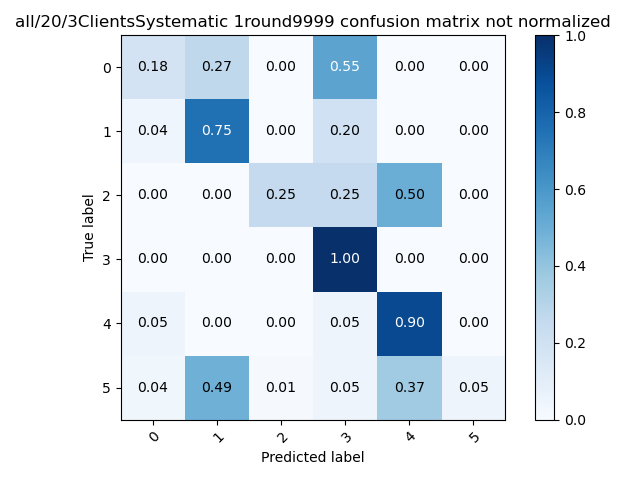 all/20/3ClientsSystematic 1round9999 confusion matrix not normalized
0 0.18 0.27 0.00 0.55 0.00 0.00
1 0.04 0.75 0.00 0.20 0.00 0.00
2 0.00 0.00 0.25 0.25 0.50 0.00
3 0.00 0.00 0.00 1.00 0.00 0.00
4 0.05 0.00 0.00 0.05 0.90 0.00
5 0.04 0.49 0.01 0.05 0.37 0.05
0 1 2 3 4 5
True label
Predicted label
1.0
0.8
0.6
0.4
0.2
0.0